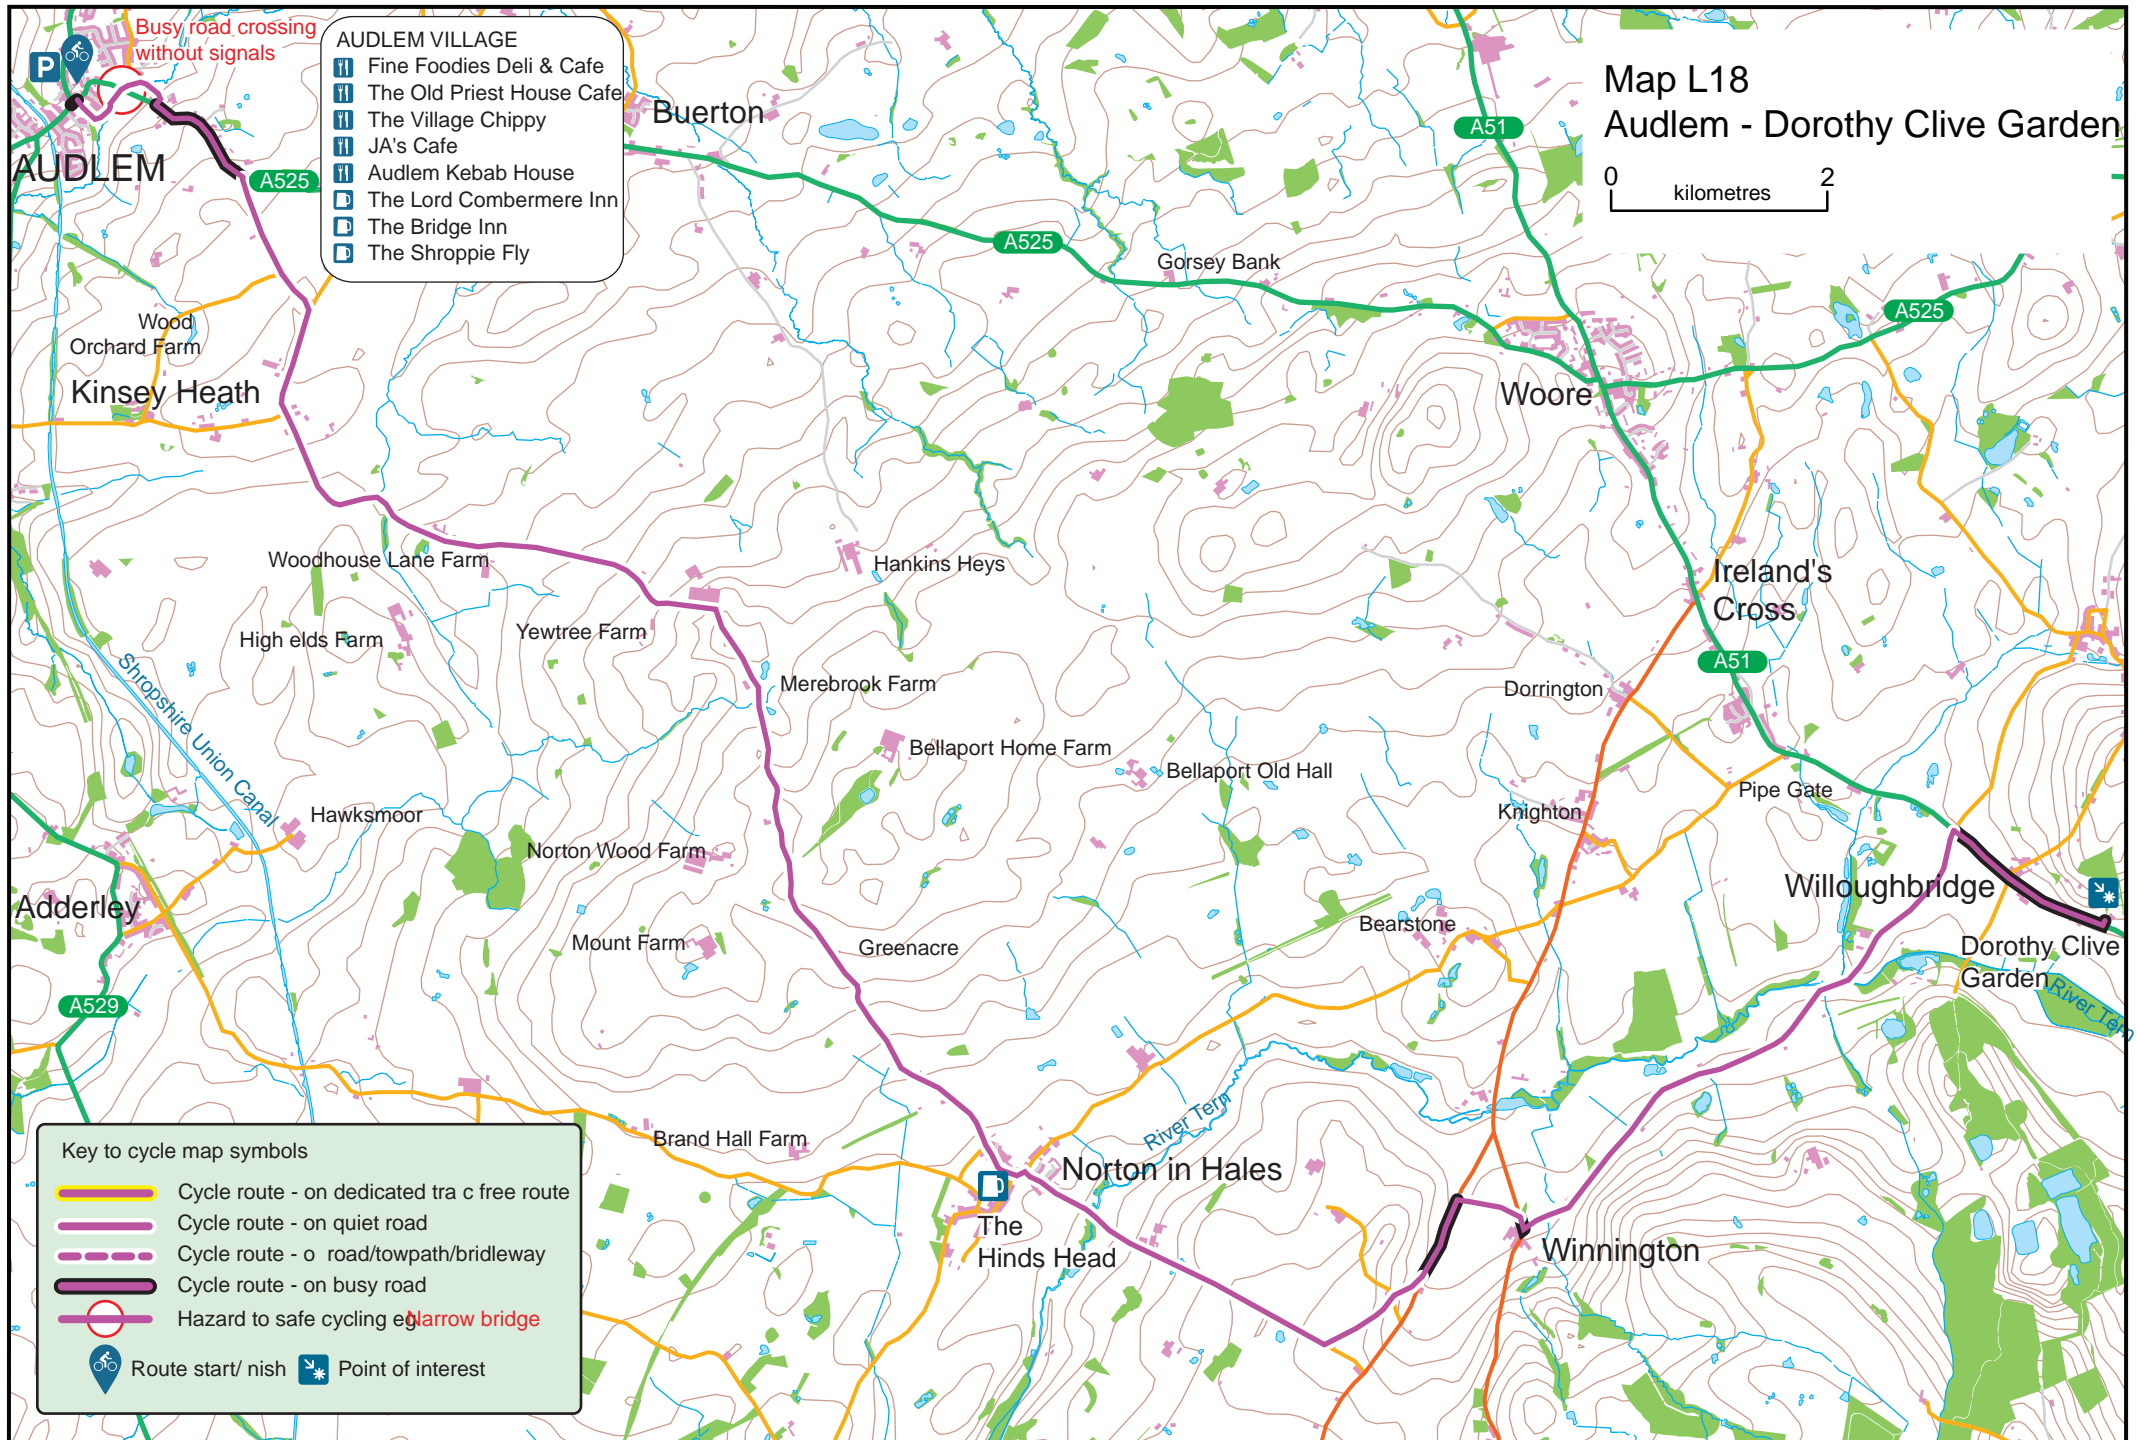 Busy road crossing
without signals
P
AUDLEM VILLAGE
Fine Foodies Deli & Cafe
The Old Priest House Cafe
The Village Chippy
JA's Cafe
Audlem Kebab House
The Lord Combermere Inn
The Bridge Inn
The Shroppie Fly
Map L18
Audlem - Dorothy Clive Garden
0 2
kilometres
Buerton
A51
AUDLEM
A525
A525
Gorsey Bank
A525
Wood
Orchard Farm
Kinsey Heath
Woore
Woodhouse Lane Farm
Hankins Heys
Ireland's
Cross
High elds Farm
Yewtree Farm
A51
Merebrook Farm
Dorrington
Shropshire Union Canal
Bellaport Home Farm
Bellaport Old Hall
Pipe Gate
Hawksmoor
Knighton
Norton Wood Farm
Willoughbridge
Adderley
Bearstone
Mount Farm
Greenacre
Dorothy Clive
Garden
River Tern
A529
River Tern
Brand Hall Farm
Norton in Hales
The
Hinds Head
Winnington
Key to cycle map symbols
Cycle route - on dedicated tra c free route
Cycle route - on quiet road
Cycle route - o road/towpath/bridleway
Cycle route - on busy road
Hazard to safe cycling eg Narrow bridge
Route start/ nish
Point of interest